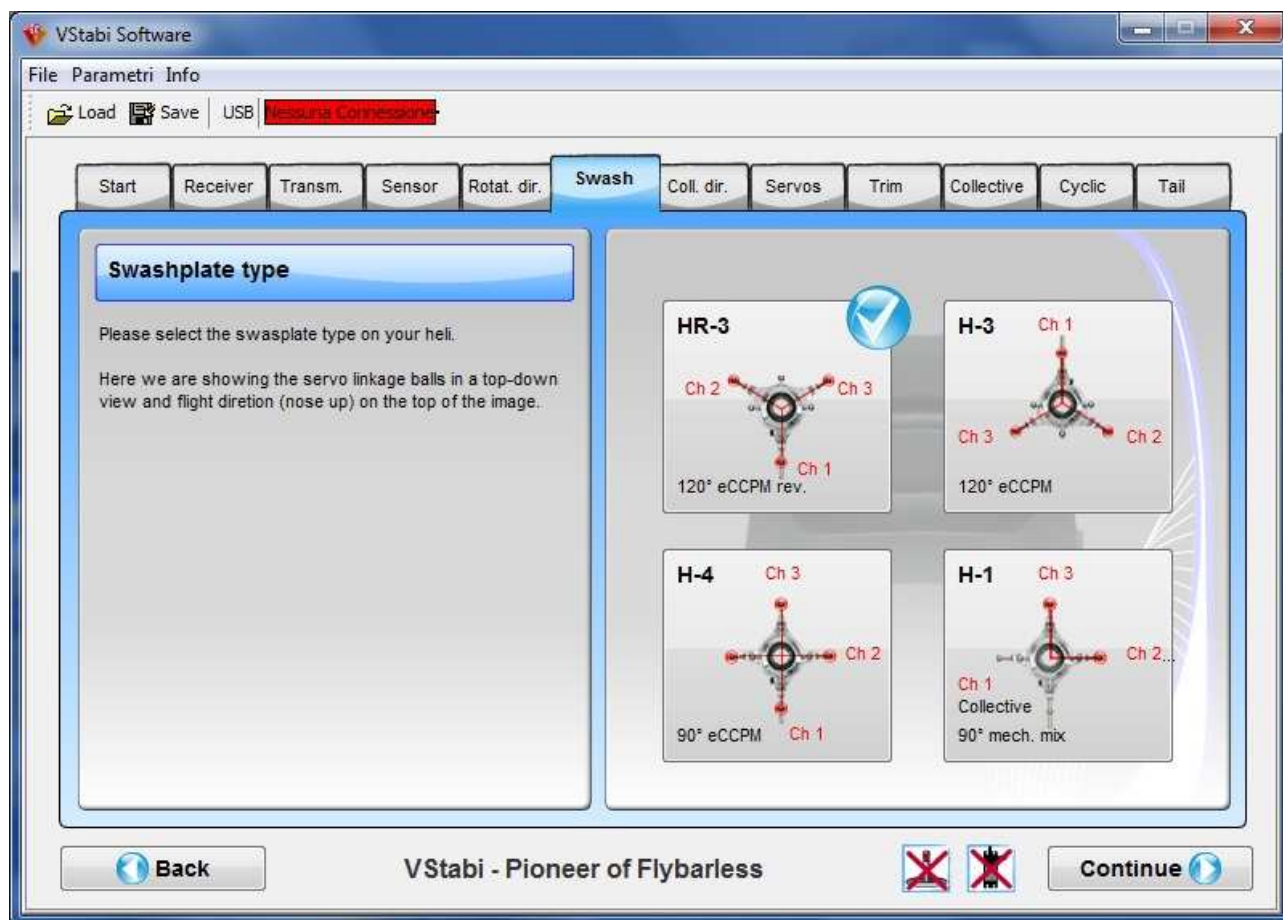 VStabi Software
File Parametri Info
Load Save USB Nessuna Connessione
Start Receiver Transm. Sensor Rotat. dir. Swash Coll. dir. Servos Trim Collective Cyclic Tail
Swashplate type
Please select the swasplate type on your heli.
Here we are showing the servo linkage balls in a top-down
view and flight diretion (nose up) on the top of the image.
HR-3
Ch 2
Ch 3
Ch 1
120° eCCPM rev.
H-3
Ch 1
Ch 3
Ch 2
120° eCCPM
H-4
Ch 3
Ch 2
Ch 1
90° eCCPM
H-1
Ch 3
Ch 2...
Ch 1
Collective
90° mech. mix
Back
VStabi - Pioneer of Flybarless
Continue